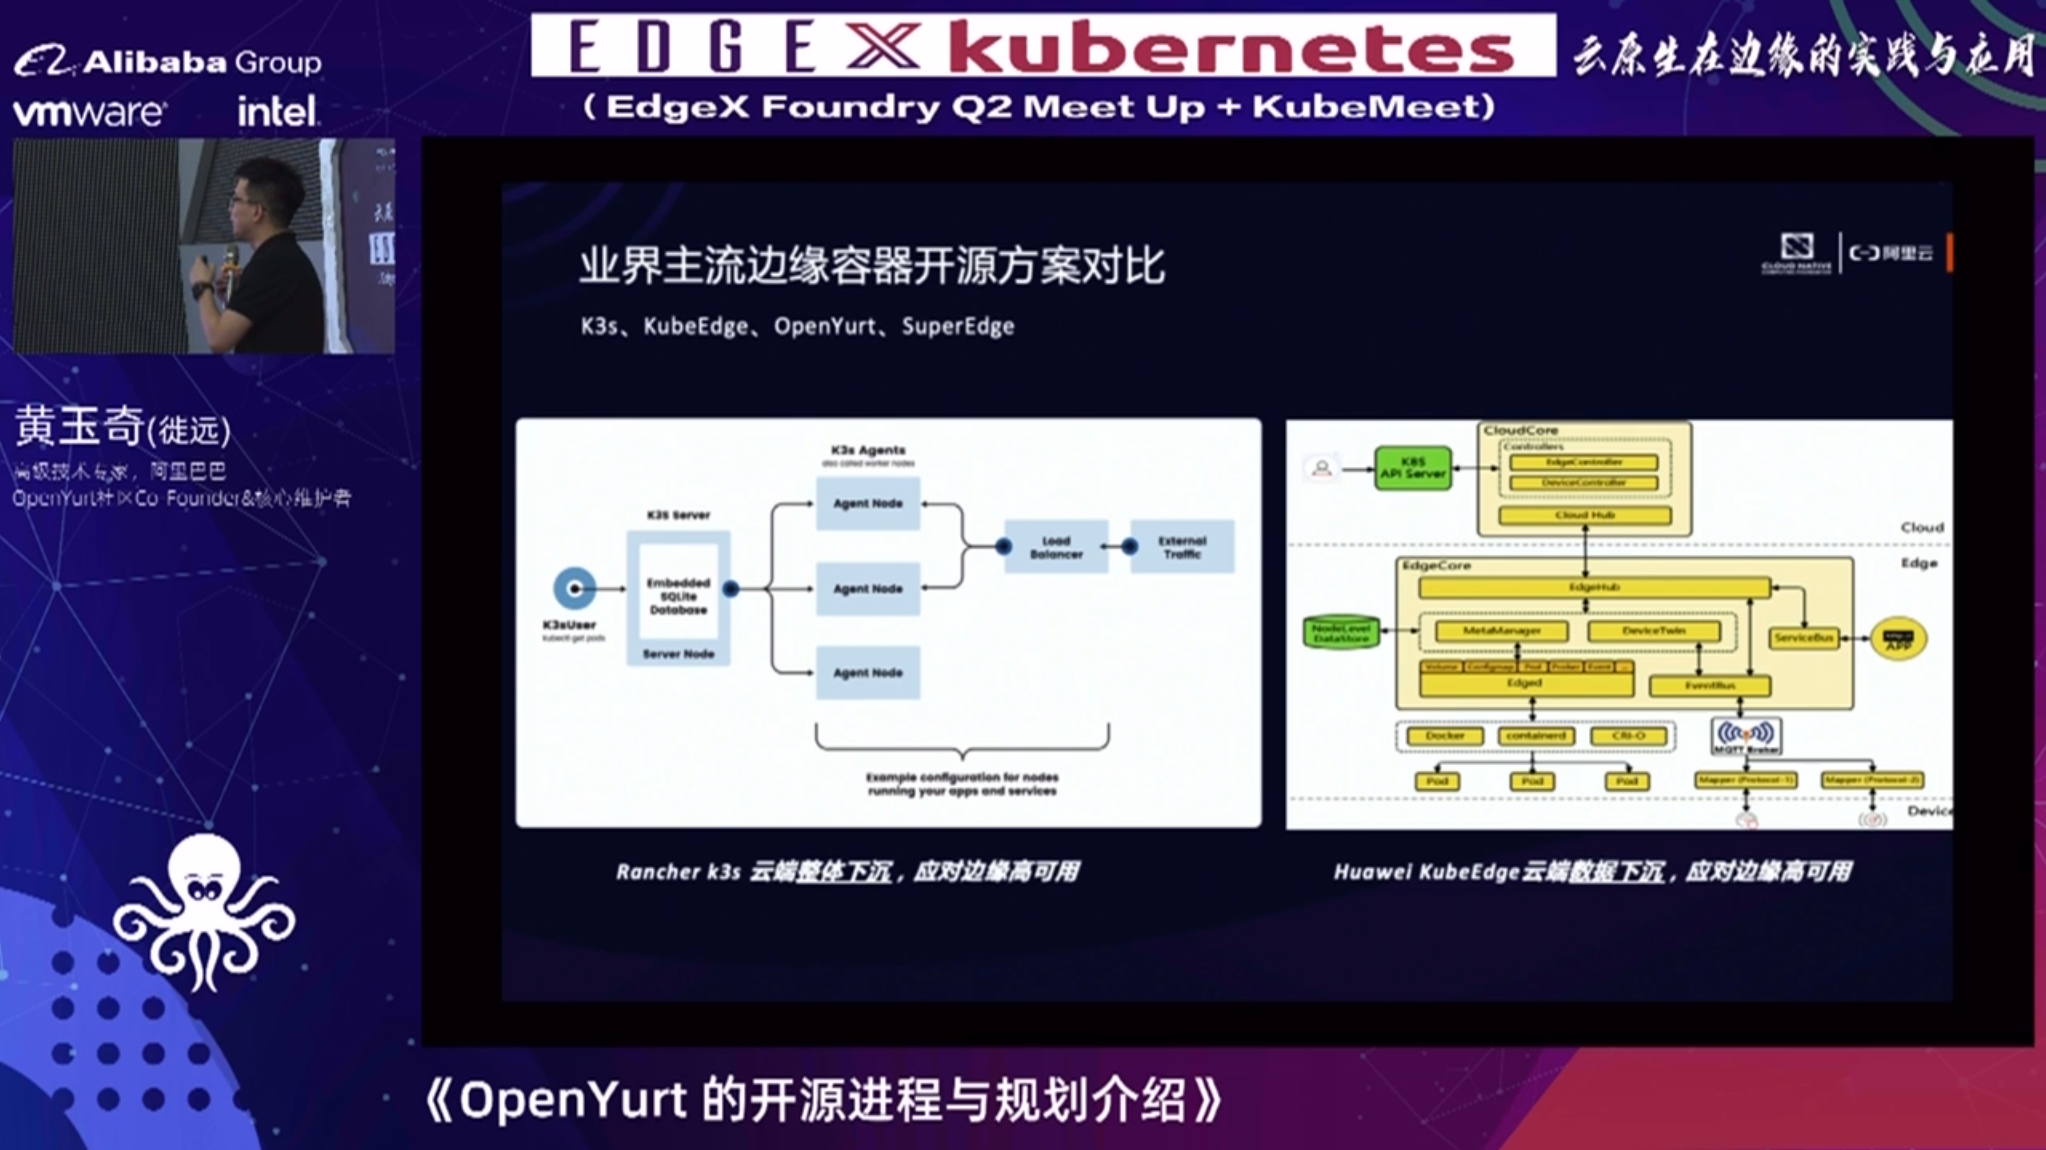 Alibaba Group
vmware
intel.
EDGE X kubernetes
云原生在边缘的实践与应用
( EdgeX Foundry Q2 Meet Up + KubeMeet)
黄玉奇(徙远)
高级技术专家，阿里巴巴
OpenYurt社区Co-Founder&核心维护者
业界主流边缘容器开源方案对比
K3s、KubeEdge、OpenYurt、SuperEdge
CLOUD NATIVE
阿里云
K3s Agents
also called worker nodes
K3S Server
Agent Node
Agent Node
Agent Node
Load Balancer
External Traffic
Embedded SQLite Database
Server Node
K3sUser
kubectl get pods
Example configuration for nodes
running your apps and services
CloudCore
Controllers
EdgeController
DeviceController
Cloud Hub
K8S API Server
Cloud
Edge
EdgeCore
EdgeHub
NodeLevel DataStore
MetaManager
DeviceTwin
ServiceBus
APP
Volume
Configmap
Pod
Prober
Event
...
Edged
EventBus
Docker
containerd
CRI-O
MQTT Broker
Pod
Pod
Pod
Mapper (Protocol-1)
Mapper (Protocol-2)
Device
Rancher k3s 云端整体下沉，应对边缘高可用
Huawei KubeEdge云端数据下沉，应对边缘高可用
《OpenYurt 的开源进程与规划介绍》